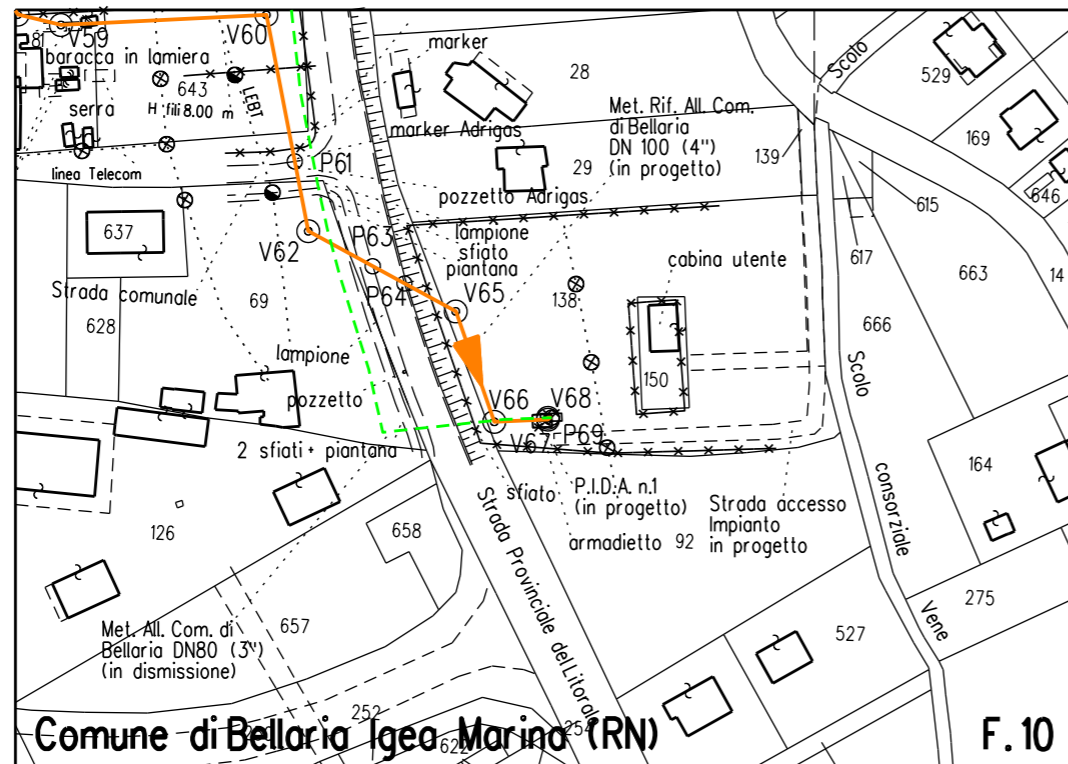 V59
V60
marker
Scolo
baracca in lamiera
643
28
529
serra
H fili 8.00 m
LEBT
Met. Rif. All. Com.
di Bellaria
DN 100 (4")
(in progetto)
marker Adrigas
169
139
linea Telecom
P61
29
646
pozzetto Adrigas
615
637
V62
P63
lampione
sfiato
piantana
cabina utente
617
663
14
Strada comunale
69
P64
V65
138
666
628
lampione
150
Scolo
pozzetto
V66
V68
V67-P69
2 sfiati + piantana
164
sfiato
P.I.D.A. n.1
(in progetto)
Strada accesso
Impianto
in progetto
consorziale
126
658
armadietto
92
Strada Provinciale del Litorale
275
657
527
Vene
Met. All. Com. di
Bellaria DN80 (3")
(in dismissione)
252
254
622
Comune di Bellaria Igea Marina (RN)
F. 10